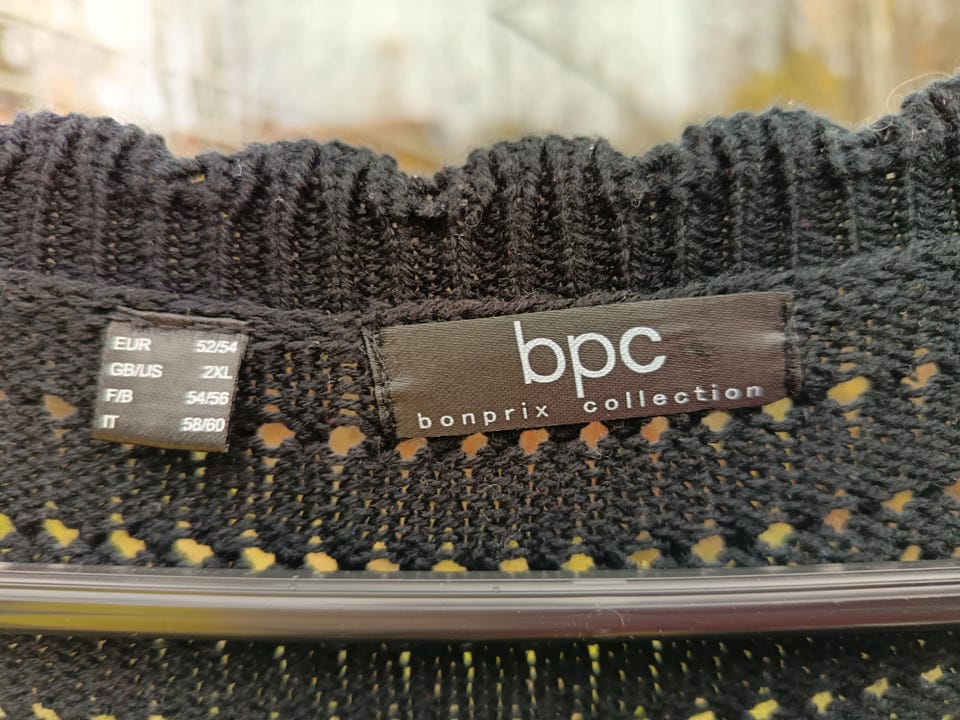 EUR 52/54
GB/US 2XL
F/B 54/56
IT 58/60
bpc
bonprix collection